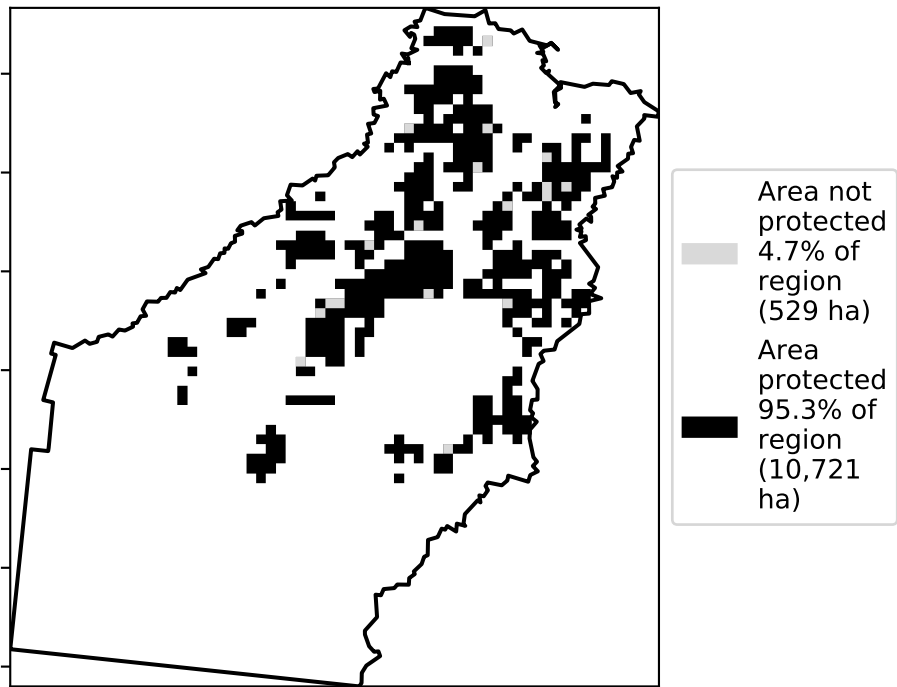 Area not
protected
4.7% of
region
(529 ha)
Area
protected
95.3% of
region
(10,721
ha)